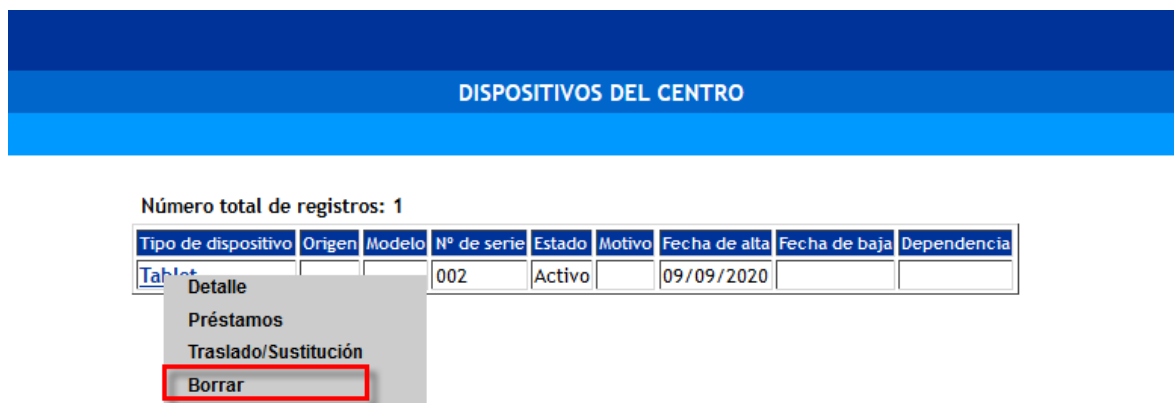 DISPOSITIVOS DEL CENTRO
Número total de registros: 1
Tipo de dispositivo Origen Modelo Nº de serie Estado Motivo Fecha de alta Fecha de baja Dependencia
Tablet 002 Activo 09/09/2020
Detalle
Préstamos
Traslado/Sustitución
Borrar